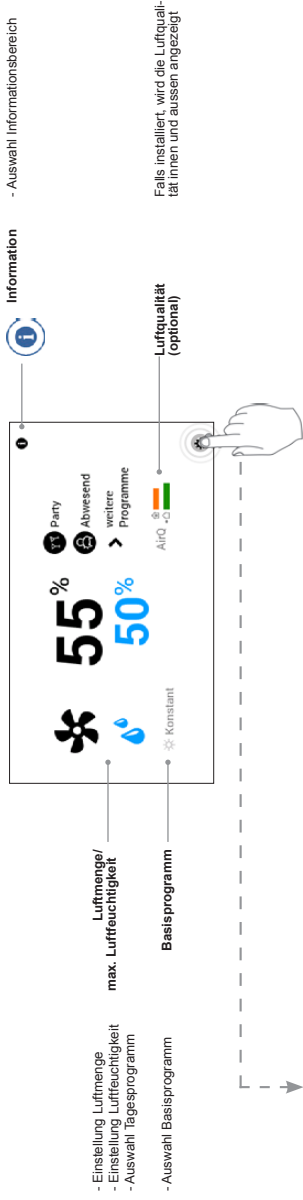 - Einstellung Luftmenge
- Einstellung Luftfeuchtigkeit
- Auswahl Tagesprogramm
Luftmenge/
max. Luftfeuchtigkeit
- Auswahl Basisprogramm
Basisprogramm
55%
50%
Konstant
Party
Abwesend
weitere
Programme
AirQ
Information
- Auswahl Informationsbereich
Luftqualität
(optional)
Falls installiert, wird die Luftquali-
tät innen und aussen angezeigt